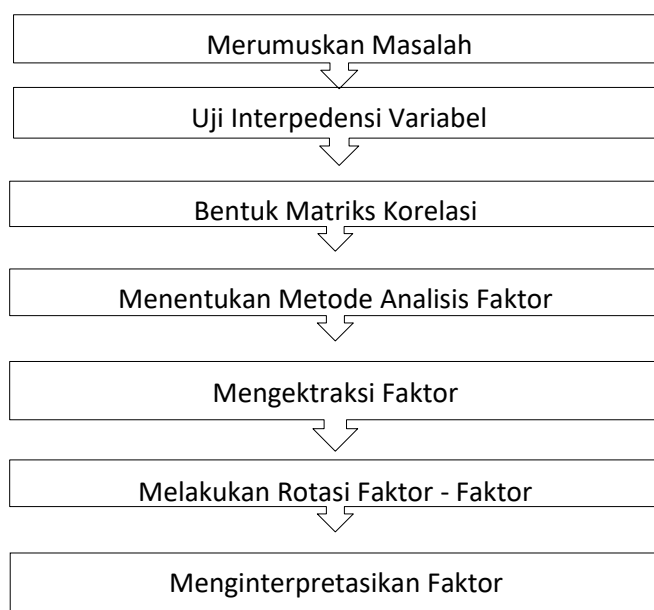 Merumuskan Masalah
Uji Interpedensi Variabel
Bentuk Matriks Korelasi
Menentukan Metode Analisis Faktor
Mengektraksi Faktor
Melakukan Rotasi Faktor - Faktor
Menginterpretasikan Faktor